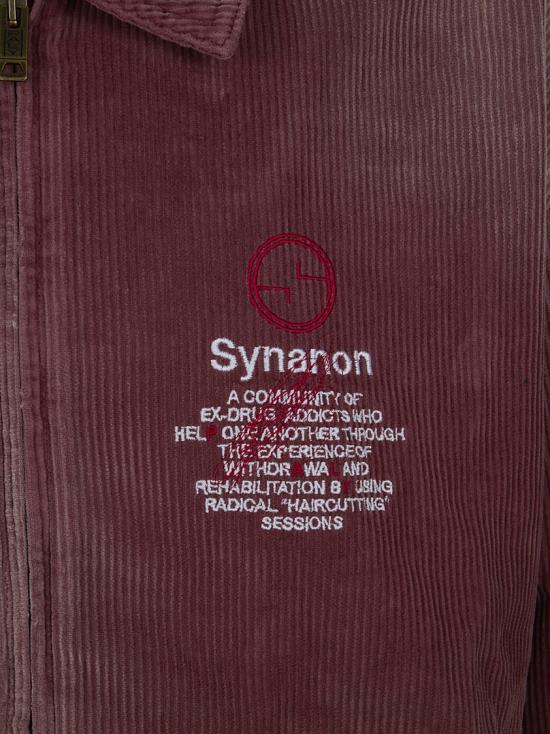 Synanon
A COMMUNITY OF
EX-DRUG ADDICTS WHO
HELP ONE ANOTHER THROUGH
THE EXPERIENCE OF
WITHDRAWAL AND
REHABILITATION BY USING
RADICAL "HAIRCUTTING"
SESSIONS